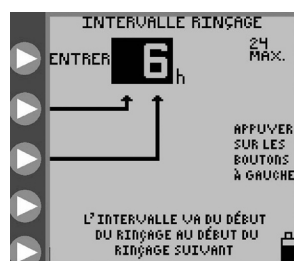 INTERVALLE RINÇAGE
ENTRER 6 h
24
MAX.
APPUYER
SUR LES
BOUTONS
À GAUCHE
L'INTERVALLE VA DU DÉBUT
DU RINÇAGE AU DÉBUT DU
RINÇAGE SUIVANT